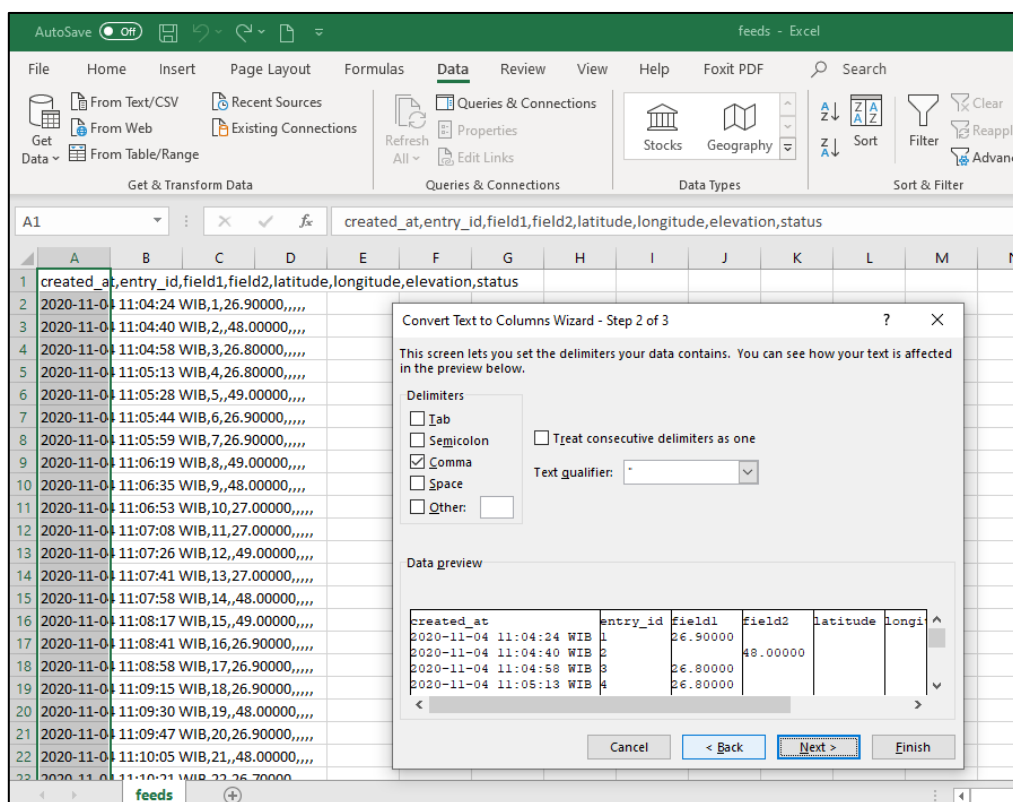 AutoSave Off feeds - Excel
File Home Insert Page Layout Formulas Data Review View Help Foxit PDF Search
Get Data
From Text/CSV
From Web
From Table/Range
Recent Sources
Existing Connections
Get & Transform Data
Refresh All
Queries & Connections
Properties
Edit Links
Queries & Connections
Stocks Geography
Data Types
Sort Filter
Clear
Reappl
Advan
Sort & Filter
A1 fx created_at,entry_id,field1,field2,latitude,longitude,elevation,status
A B C D E F G H I J K L M
1 created_at,entry_id,field1,field2,latitude,longitude,elevation,status
2 2020-11-04 11:04:24 WIB,1,26.90000,,,,,
3 2020-11-04 11:04:40 WIB,2,,48.00000,,,,
4 2020-11-04 11:04:58 WIB,3,26.80000,,,,,
5 2020-11-04 11:05:13 WIB,4,26.80000,,,,,
6 2020-11-04 11:05:28 WIB,5,,49.00000,,,,
7 2020-11-04 11:05:44 WIB,6,26.90000,,,,,
8 2020-11-04 11:05:59 WIB,7,26.90000,,,,,
9 2020-11-04 11:06:19 WIB,8,,49.00000,,,,
10 2020-11-04 11:06:35 WIB,9,,48.00000,,,,
11 2020-11-04 11:06:53 WIB,10,27.00000,,,,,
12 2020-11-04 11:07:08 WIB,11,27.00000,,,,,
13 2020-11-04 11:07:26 WIB,12,,49.00000,,,,
14 2020-11-04 11:07:41 WIB,13,27.00000,,,,,
15 2020-11-04 11:07:58 WIB,14,,48.00000,,,,
16 2020-11-04 11:08:17 WIB,15,,49.00000,,,,
17 2020-11-04 11:08:41 WIB,16,26.90000,,,,,
18 2020-11-04 11:08:58 WIB,17,26.90000,,,,,
19 2020-11-04 11:09:15 WIB,18,26.90000,,,,,
20 2020-11-04 11:09:30 WIB,19,,48.00000,,,,
21 2020-11-04 11:09:47 WIB,20,26.90000,,,,,
22 2020-11-04 11:10:05 WIB,21,,48.00000,,,,
23 2020-11-04 11:10:21 WIB,22,26.70000,,,,,
Convert Text to Columns Wizard - Step 2 of 3 ?
This screen lets you set the delimiters your data contains. You can see how your text is affected
in the preview below.
Delimiters
Tab
Semicolon
Comma
Space
Other:
Treat consecutive delimiters as one
Text qualifier: "
Data preview
created_at entry_id field1 field2 latitude longi
2020-11-04 11:04:24 WIB 1 26.90000
2020-11-04 11:04:40 WIB 2 48.00000
2020-11-04 11:04:58 WIB 3 26.80000
2020-11-04 11:05:13 WIB 4 26.80000
Cancel < Back Next > Finish
feeds